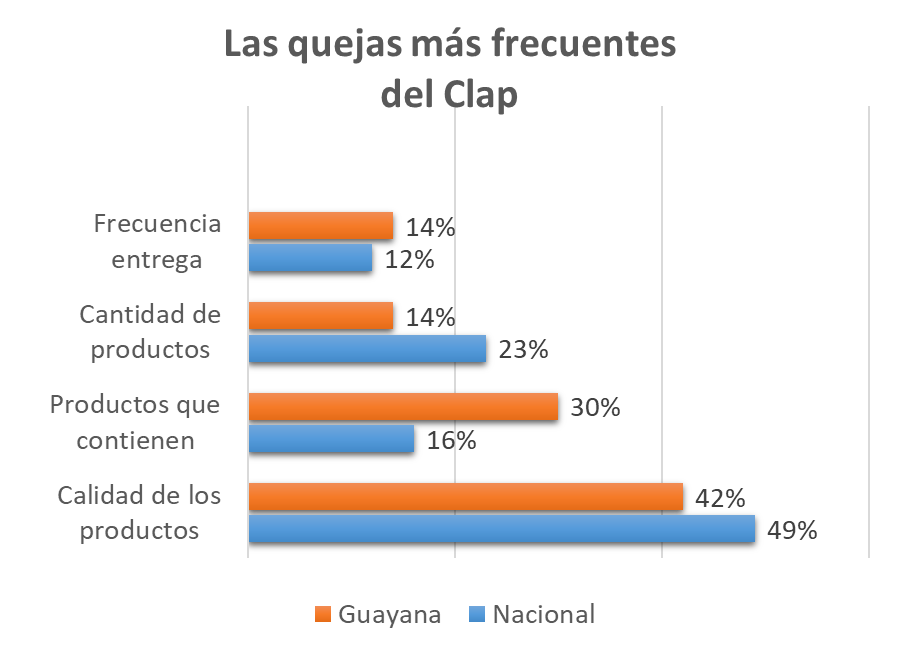 Las quejas más frecuentes
del Clap
Frecuencia
entrega
14%
12%
Cantidad de
productos
14%
23%
Productos que
contienen
30%
16%
Calidad de los
productos
42%
49%
Guayana
Nacional